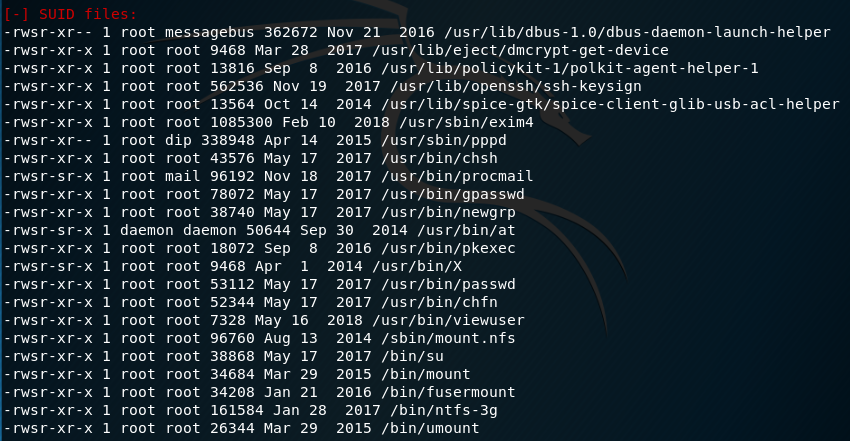 [-] SUID files:
-rwsr-xr-- 1 root messagebus 362672 Nov 21  2016 /usr/lib/dbus-1.0/dbus-daemon-launch-helper
-rwsr-xr-x 1 root root 9468 Mar 28  2017 /usr/lib/eject/dmcrypt-get-device
-rwsr-xr-x 1 root root 13816 Sep  8  2016 /usr/lib/policykit-1/polkit-agent-helper-1
-rwsr-xr-x 1 root root 562536 Nov 19  2017 /usr/lib/openssh/ssh-keysign
-rwsr-xr-x 1 root root 13564 Oct 14  2014 /usr/lib/spice-gtk/spice-client-glib-usb-acl-helper
-rwsr-xr-x 1 root root 1085300 Feb 10  2018 /usr/sbin/exim4
-rwsr-xr-- 1 root dip 338948 Apr 14  2015 /usr/sbin/pppd
-rwsr-xr-x 1 root root 43576 May 17  2017 /usr/bin/chsh
-rwsr-sr-x 1 root mail 96192 Nov 18  2017 /usr/bin/procmail
-rwsr-xr-x 1 root root 78072 May 17  2017 /usr/bin/gpasswd
-rwsr-xr-x 1 root root 38740 May 17  2017 /usr/bin/newgrp
-rwsr-sr-x 1 daemon daemon 50644 Sep 30  2014 /usr/bin/at
-rwsr-xr-x 1 root root 18072 Sep  8  2016 /usr/bin/pkexec
-rwsr-sr-x 1 root root 9468 Apr  1  2014 /usr/bin/X
-rwsr-xr-x 1 root root 53112 May 17  2017 /usr/bin/passwd
-rwsr-xr-x 1 root root 52344 May 17  2017 /usr/bin/chfn
-rwsr-xr-x 1 root root 7328 May 16  2018 /usr/bin/viewuser
-rwsr-xr-x 1 root root 96760 Aug 13  2014 /sbin/mount.nfs
-rwsr-xr-x 1 root root 38868 May 17  2017 /bin/su
-rwsr-xr-x 1 root root 34684 Mar 29  2015 /bin/mount
-rwsr-xr-x 1 root root 34208 Jan 21  2016 /bin/fusermount
-rwsr-xr-x 1 root root 161584 Jan 28  2017 /bin/ntfs-3g
-rwsr-xr-x 1 root root 26344 Mar 29  2015 /bin/umount